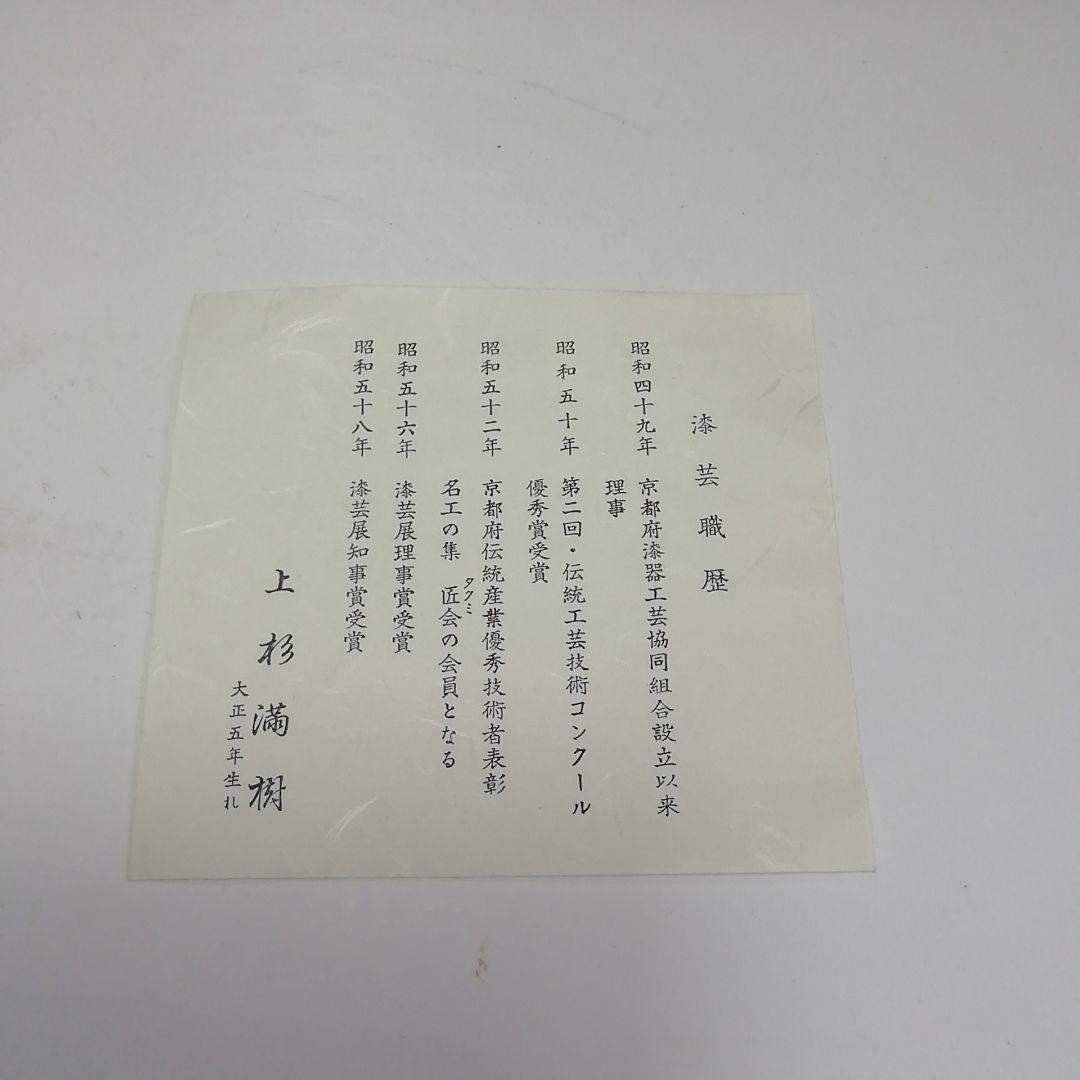 漆芸職歴
昭和四十九年 京都府漆器工芸協同組合設立以来
理事
昭和五十年 第二回・伝統工芸技術コンクール
優秀賞受賞
昭和五十二年 京都府伝統産業優秀技術者表彰
名工の集 匠会の会員となる
タクミ
昭和五十六年 漆芸展理事賞受賞
昭和五十八年 漆芸展知事賞受賞
上杉満樹
大正五年生れ